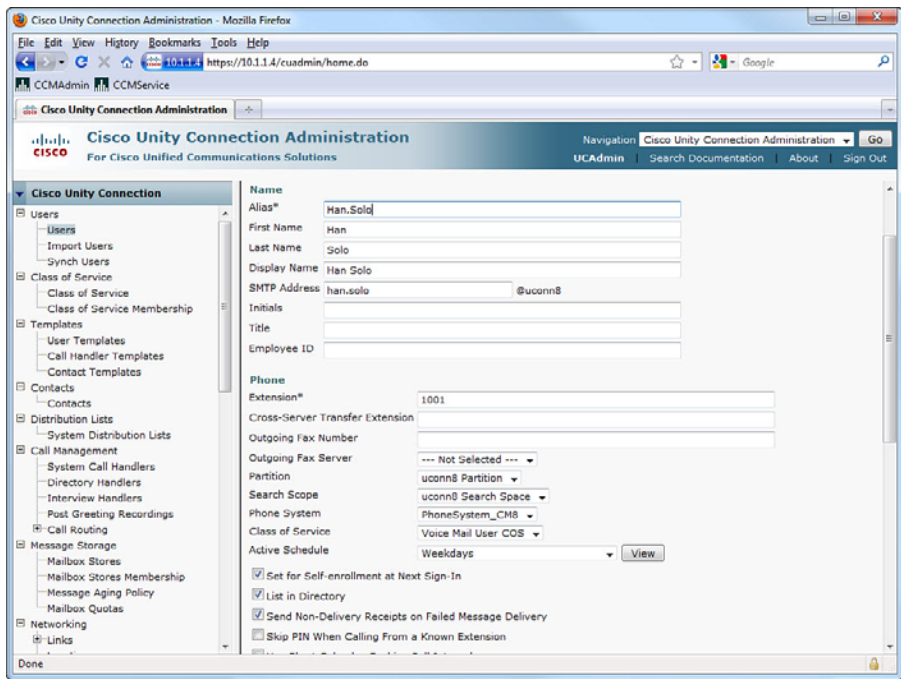 Cisco Unity Connection Administration - Mozilla Firefox
File Edit View History Bookmarks Tools Help
10.1.1.4 https://10.1.1.4/cuadmin/home.do
Google
CCMAdmin CCMService
Cisco Unity Connection Administration
CISCO
Cisco Unity Connection Administration
For Cisco Unified Communications Solutions
Navigation Cisco Unity Connection Administration Go
UCAdmin | Search Documentation | About | Sign Out
Cisco Unity Connection
Users
Users
Import Users
Synch Users
Class of Service
Class of Service
Class of Service Membership
Templates
User Templates
Call Handler Templates
Contact Templates
Contacts
Contacts
Distribution Lists
System Distribution Lists
Call Management
System Call Handlers
Directory Handlers
Interview Handlers
Post Greeting Recordings
Call Routing
Message Storage
Mailbox Stores
Mailbox Stores Membership
Message Aging Policy
Mailbox Quotas
Networking
Links
Name
Alias* Han.Solo
First Name Han
Last Name Solo
Display Name Han Solo
SMTP Address han.solo @uconn8
Initials
Title
Employee ID
Phone
Extension* 1001
Cross-Server Transfer Extension
Outgoing Fax Number
Outgoing Fax Server --- Not Selected ---
Partition uconn8 Partition
Search Scope uconn8 Search Space
Phone System PhoneSystem_CM8
Class of Service Voice Mail User COS
Active Schedule Weekdays View
Set for Self-enrollment at Next Sign-In
List in Directory
Send Non-Delivery Receipts on Failed Message Delivery
Skip PIN When Calling From a Known Extension
Done